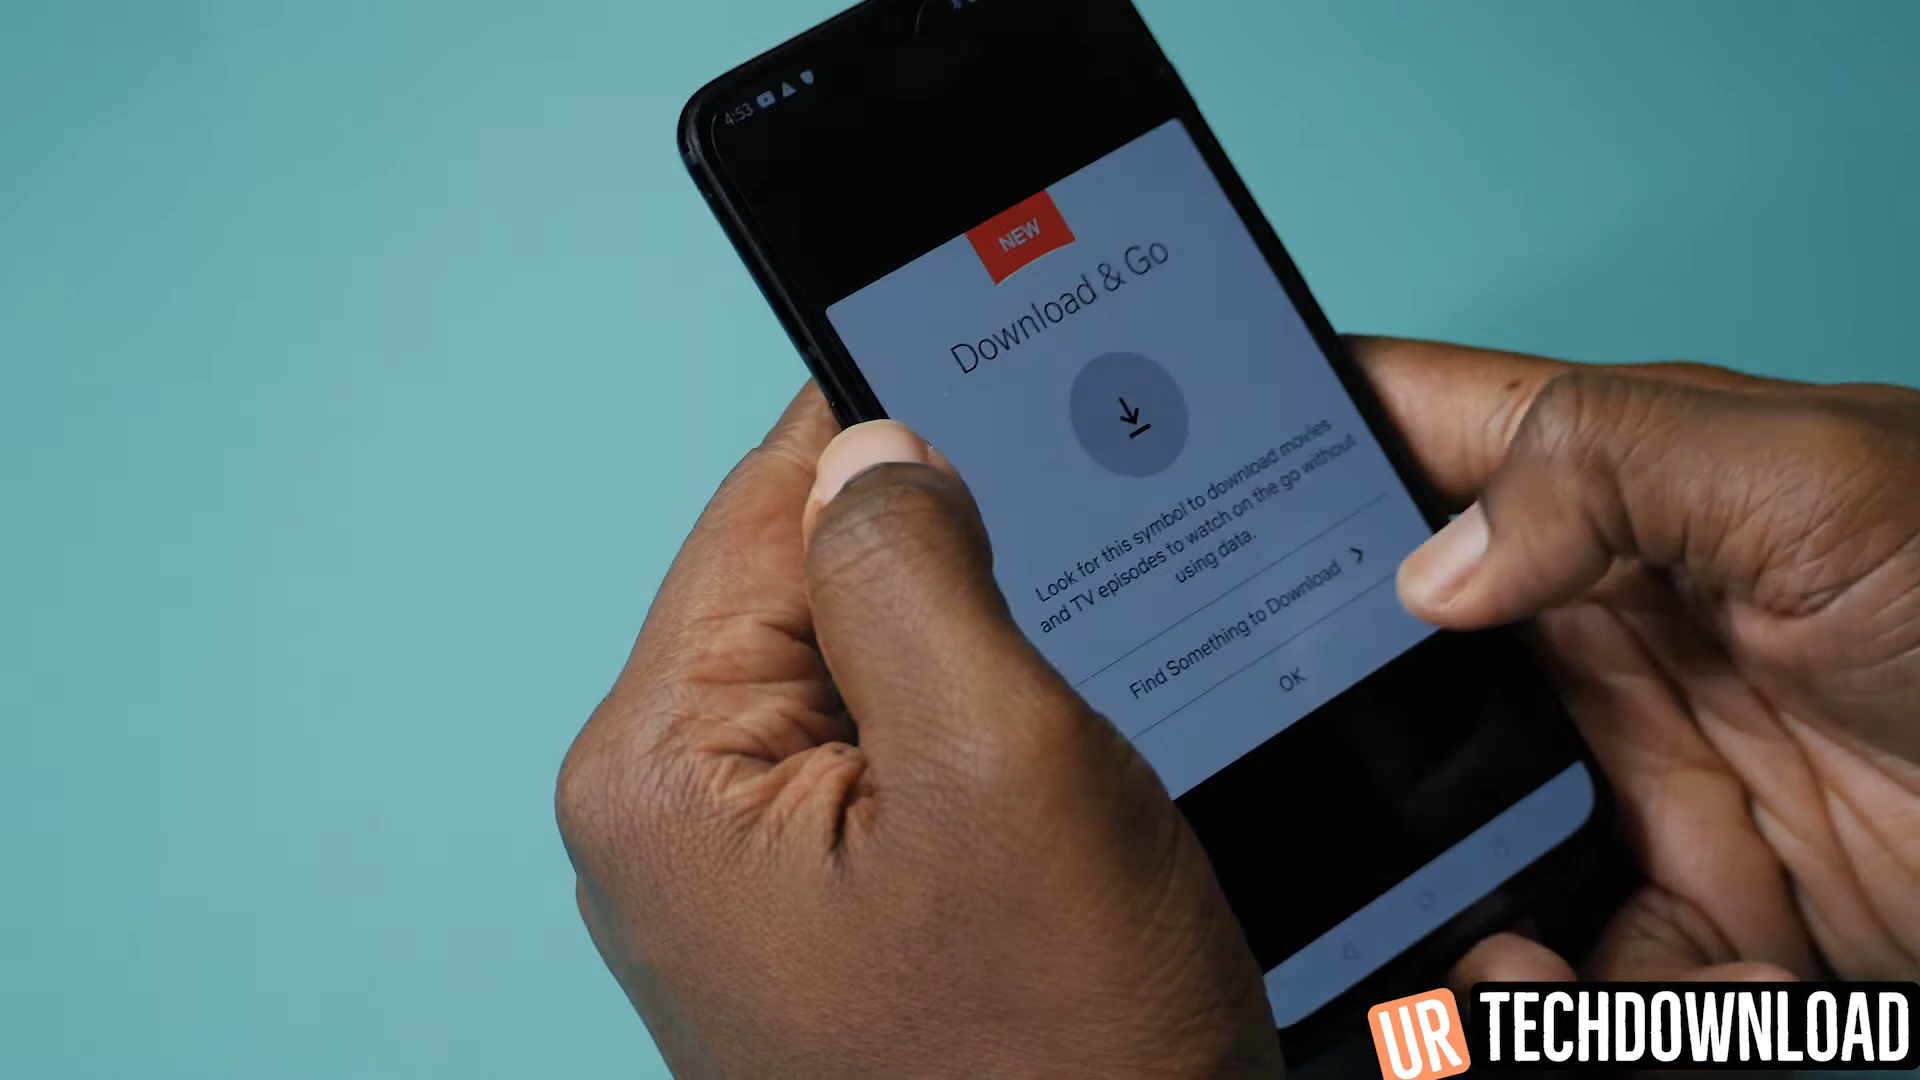 4:53
NEW
Download & Go
Look for this symbol to download movies
and TV episodes to watch on the go without
using data.
Find Something to Download
OK
UR TECHDOWNLOAD